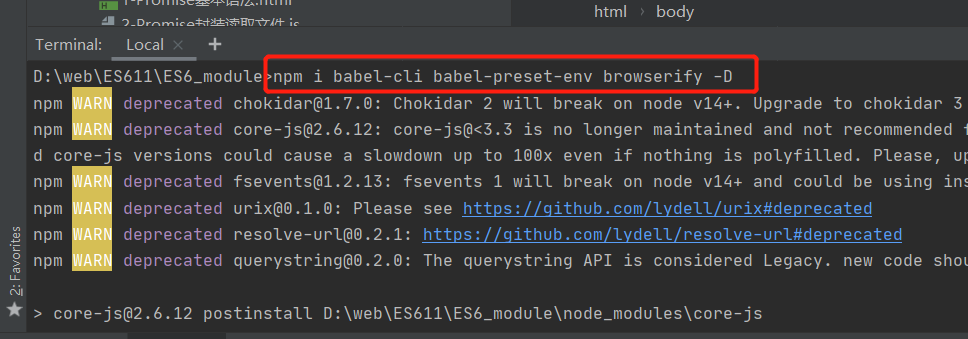 1-Promise基本语法.html
2-Promise封装读取文件.js
html › body
Terminal: Local × +
D:\web\ES611\ES6_module>npm i babel-cli babel-preset-env browserify -D
npm WARN deprecated chokidar@1.7.0: Chokidar 2 will break on node v14+. Upgrade to chokidar 3
npm WARN deprecated core-js@2.6.12: core-js@<3.3 is no longer maintained and not recommended
d core-js versions could cause a slowdown up to 100x even if nothing is polyfilled. Please, up
npm WARN deprecated fsevents@1.2.13: fsevents 1 will break on node v14+ and could be using ins
npm WARN deprecated urix@0.1.0: Please see https://github.com/lydell/urix#deprecated
npm WARN deprecated resolve-url@0.2.1: https://github.com/lydell/resolve-url#deprecated
npm WARN deprecated querystring@0.2.0: The querystring API is considered Legacy. new code shou
> core-js@2.6.12 postinstall D:\web\ES611\ES6_module\node_modules\core-js
2: Favorites